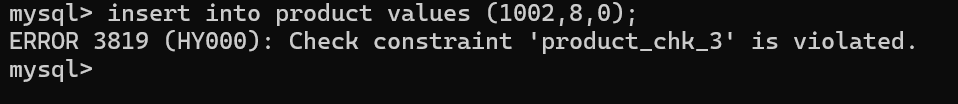 mysql> insert into product values (1002,8,0);
ERROR 3819 (HY000): Check constraint 'product_chk_3' is violated.
mysql>